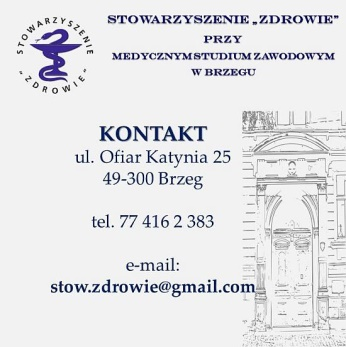 STOWARZYSZENIE
„ZDROWIE”
STOWARZYSZENIE „ZDROWIE”
PRZY
MEDYCZNYM STUDIUM ZAWODOWYM
W BRZEGU
KONTAKT
ul. Ofiar Katynia 25
49-300 Brzeg
tel. 77 416 2 383
e-mail:
stow.zdrowie@gmail.com